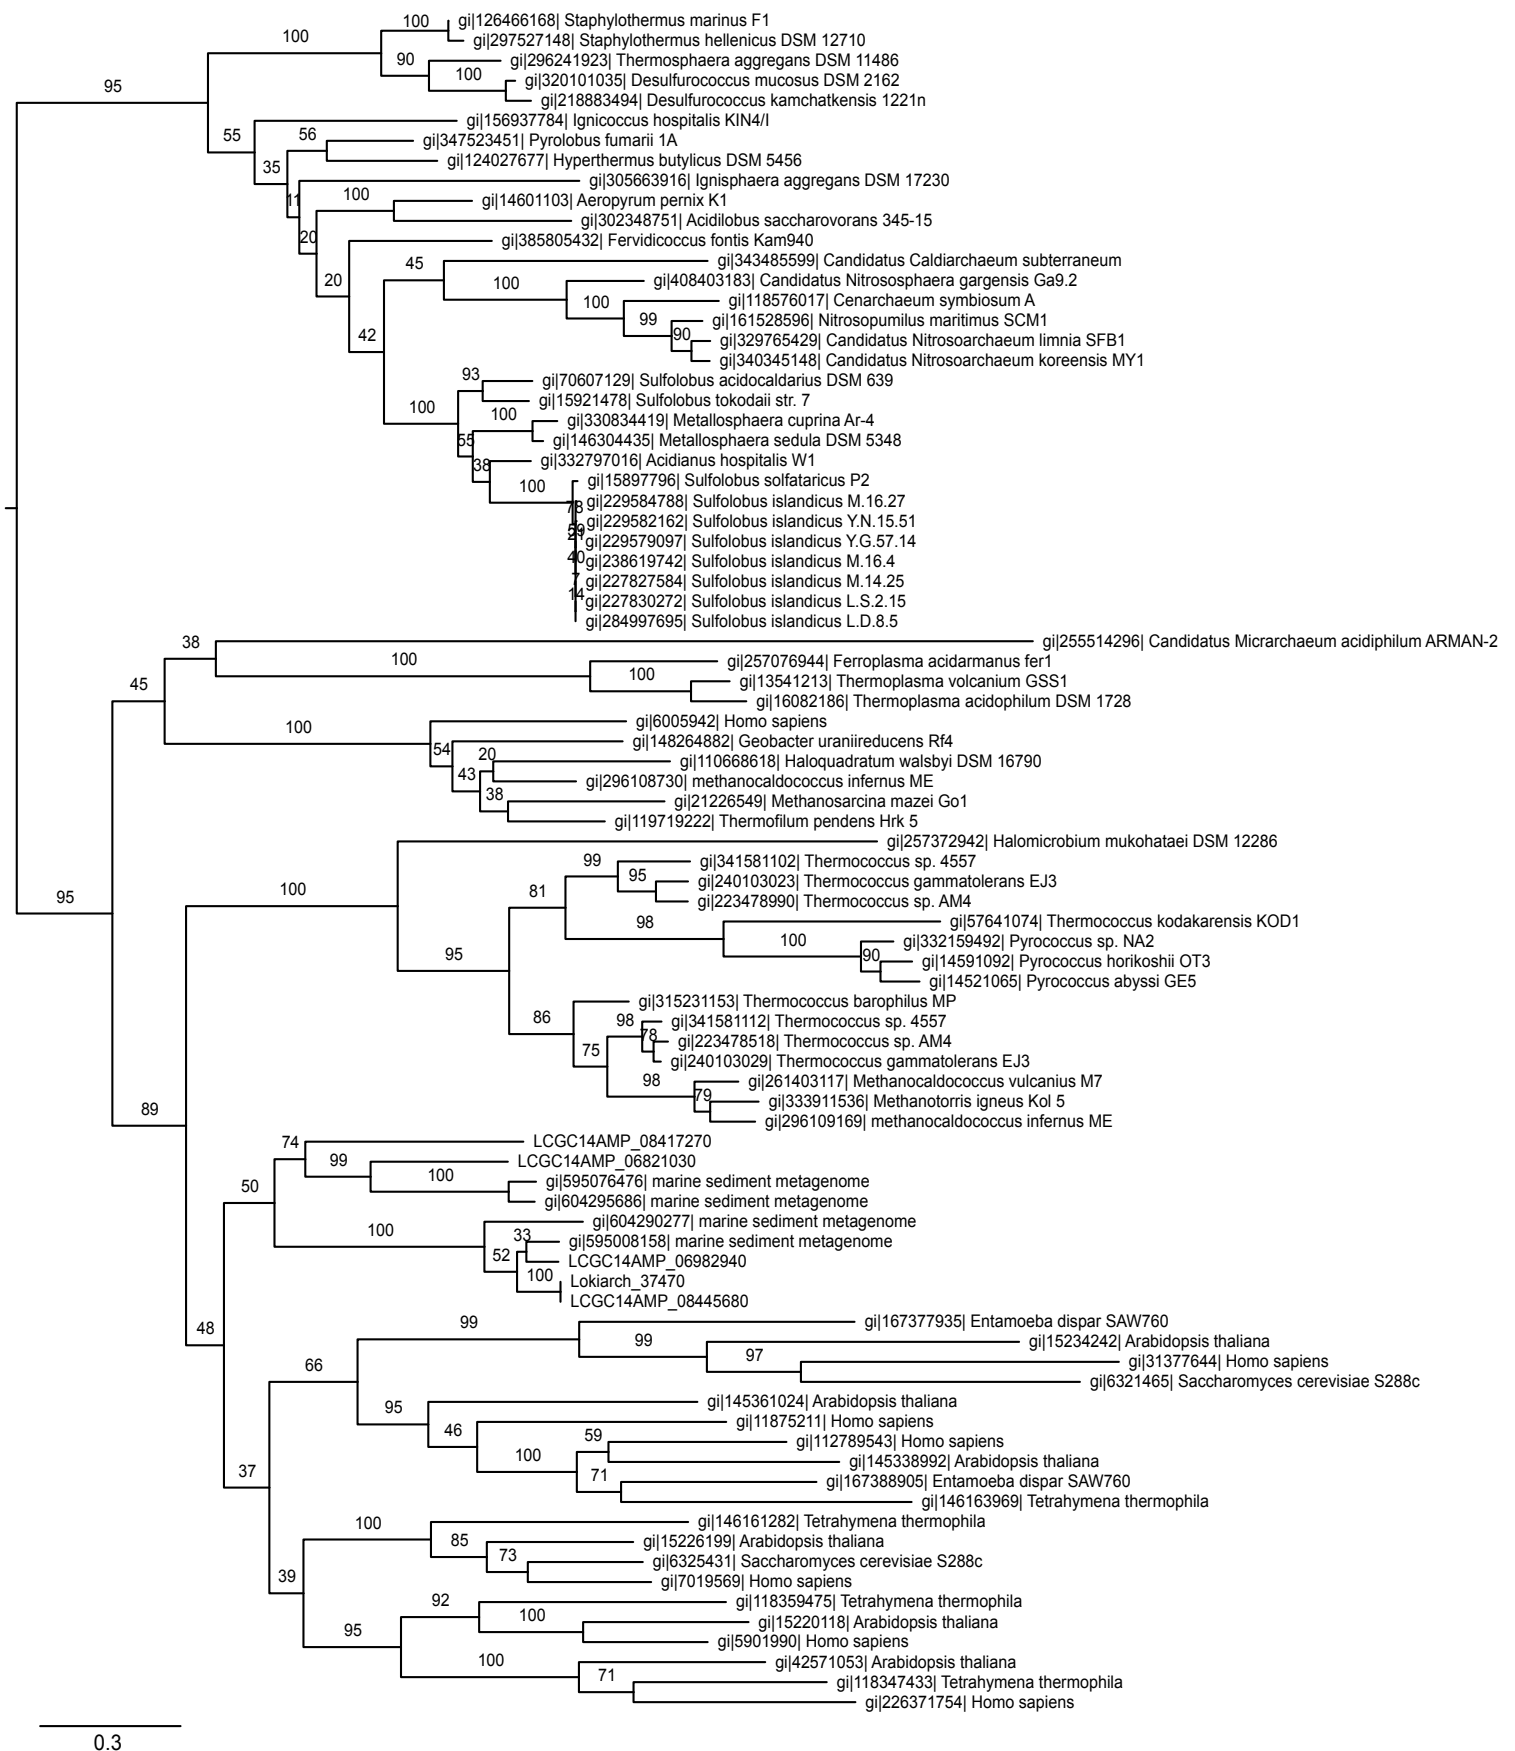 100 gi|126466168| Staphylothermus marinus F1
100 gi|297527148| Staphylothermus hellenicus DSM 12710
90 gi|296241923| Thermosphaera aggregans DSM 11486
100 gi|320101035| Desulfurococcus mucosus DSM 2162
95 gi|218883494| Desulfurococcus kamchatkensis 1221n
gi|156937784| Ignicoccus hospitalis KIN4/I
55 56 gi|347523451| Pyrolobus fumarii 1A
35 gi|124027677| Hyperthermus butylicus DSM 5456
gi|305663916| Ignisphaera aggregans DSM 17230
11 100 gi|14601103| Aeropyrum pernix K1
gi|302348751| Acidilobus saccharovorans 345-15
20 gi|385805432| Fervidicoccus fontis Kam940
45 gi|343485599| Candidatus Caldiarchaeum subterraneum
20 100 gi|408403183| Candidatus Nitrososphaera gargensis Ga9.2
100 gi|118576017| Cenarchaeum symbiosum A
99 gi|161528596| Nitrosopumilus maritimus SCM1
42 90 gi|329765429| Candidatus Nitrosoarchaeum limnia SFB1
gi|340345148| Candidatus Nitrosoarchaeum koreensis MY1
93 gi|70607129| Sulfolobus acidocaldarius DSM 639
100 gi|15921478| Sulfolobus tokodaii str. 7
100 gi|330834419| Metallosphaera cuprina Ar-4
55 gi|146304435| Metallosphaera sedula DSM 5348
38 gi|332797016| Acidianus hospitalis W1
100 gi|15897796| Sulfolobus solfataricus P2
78 gi|229584788| Sulfolobus islandicus M.16.27
gi|229582162| Sulfolobus islandicus Y.N.15.51
gi|229579097| Sulfolobus islandicus Y.G.57.14
40 gi|238619742| Sulfolobus islandicus M.16.4
7 gi|227827584| Sulfolobus islandicus M.14.25
14 gi|227830272| Sulfolobus islandicus L.S.2.15
gi|284997695| Sulfolobus islandicus L.D.8.5
38 gi|255514296| Candidatus Micrarchaeum acidiphilum ARMAN-2
100 gi|257076944| Ferroplasma acidarmanus fer1
45 100 gi|13541213| Thermoplasma volcanium GSS1
gi|16082186| Thermoplasma acidophilum DSM 1728
100 gi|6005942| Homo sapiens
54 gi|148264882| Geobacter uraniireducens Rf4
20 gi|110668618| Haloquadratum walsbyi DSM 16790
43 gi|296108730| methanocaldococcus infernus ME
38 gi|21226549| Methanosarcina mazei Go1
gi|119719222| Thermofilum pendens Hrk 5
gi|257372942| Halomicrobium mukohataei DSM 12286
99 gi|341581102| Thermococcus sp. 4557
95 100 81 95 gi|240103023| Thermococcus gammatolerans EJ3
gi|223478990| Thermococcus sp. AM4
98 gi|57641074| Thermococcus kodakarensis KOD1
100 gi|332159492| Pyrococcus sp. NA2
95 90 gi|14591092| Pyrococcus horikoshii OT3
gi|14521065| Pyrococcus abyssi GE5
gi|315231153| Thermococcus barophilus MP
86 98 gi|341581112| Thermococcus sp. 4557
78 gi|223478518| Thermococcus sp. AM4
75 gi|240103029| Thermococcus gammatolerans EJ3
98 gi|261403117| Methanocaldococcus vulcanius M7
89 79 gi|333911536| Methanotorris igneus Kol 5
gi|296109169| methanocaldococcus infernus ME
74 LCGC14AMP_08417270
99 LCGC14AMP_06821030
50 100 gi|595076476| marine sediment metagenome
gi|604295686| marine sediment metagenome
100 gi|604290277| marine sediment metagenome
33 gi|595008158| marine sediment metagenome
52 LCGC14AMP_06982940
100 Lokiarch_37470
LCGC14AMP_08445680
48 99 gi|167377935| Entamoeba dispar SAW760
99 gi|15234242| Arabidopsis thaliana
66 97 gi|31377644| Homo sapiens
gi|6321465| Saccharomyces cerevisiae S288c
95 gi|145361024| Arabidopsis thaliana
46 gi|11875211| Homo sapiens
59 gi|112789543| Homo sapiens
100 gi|145338992| Arabidopsis thaliana
37 71 gi|167388905| Entamoeba dispar SAW760
gi|146163969| Tetrahymena thermophila
100 gi|146161282| Tetrahymena thermophila
85 gi|15226199| Arabidopsis thaliana
73 gi|6325431| Saccharomyces cerevisiae S288c
39 gi|7019569| Homo sapiens
92 gi|118359475| Tetrahymena thermophila
100 gi|15220118| Arabidopsis thaliana
95 gi|5901990| Homo sapiens
100 gi|42571053| Arabidopsis thaliana
71 gi|118347433| Tetrahymena thermophila
gi|226371754| Homo sapiens
0.3